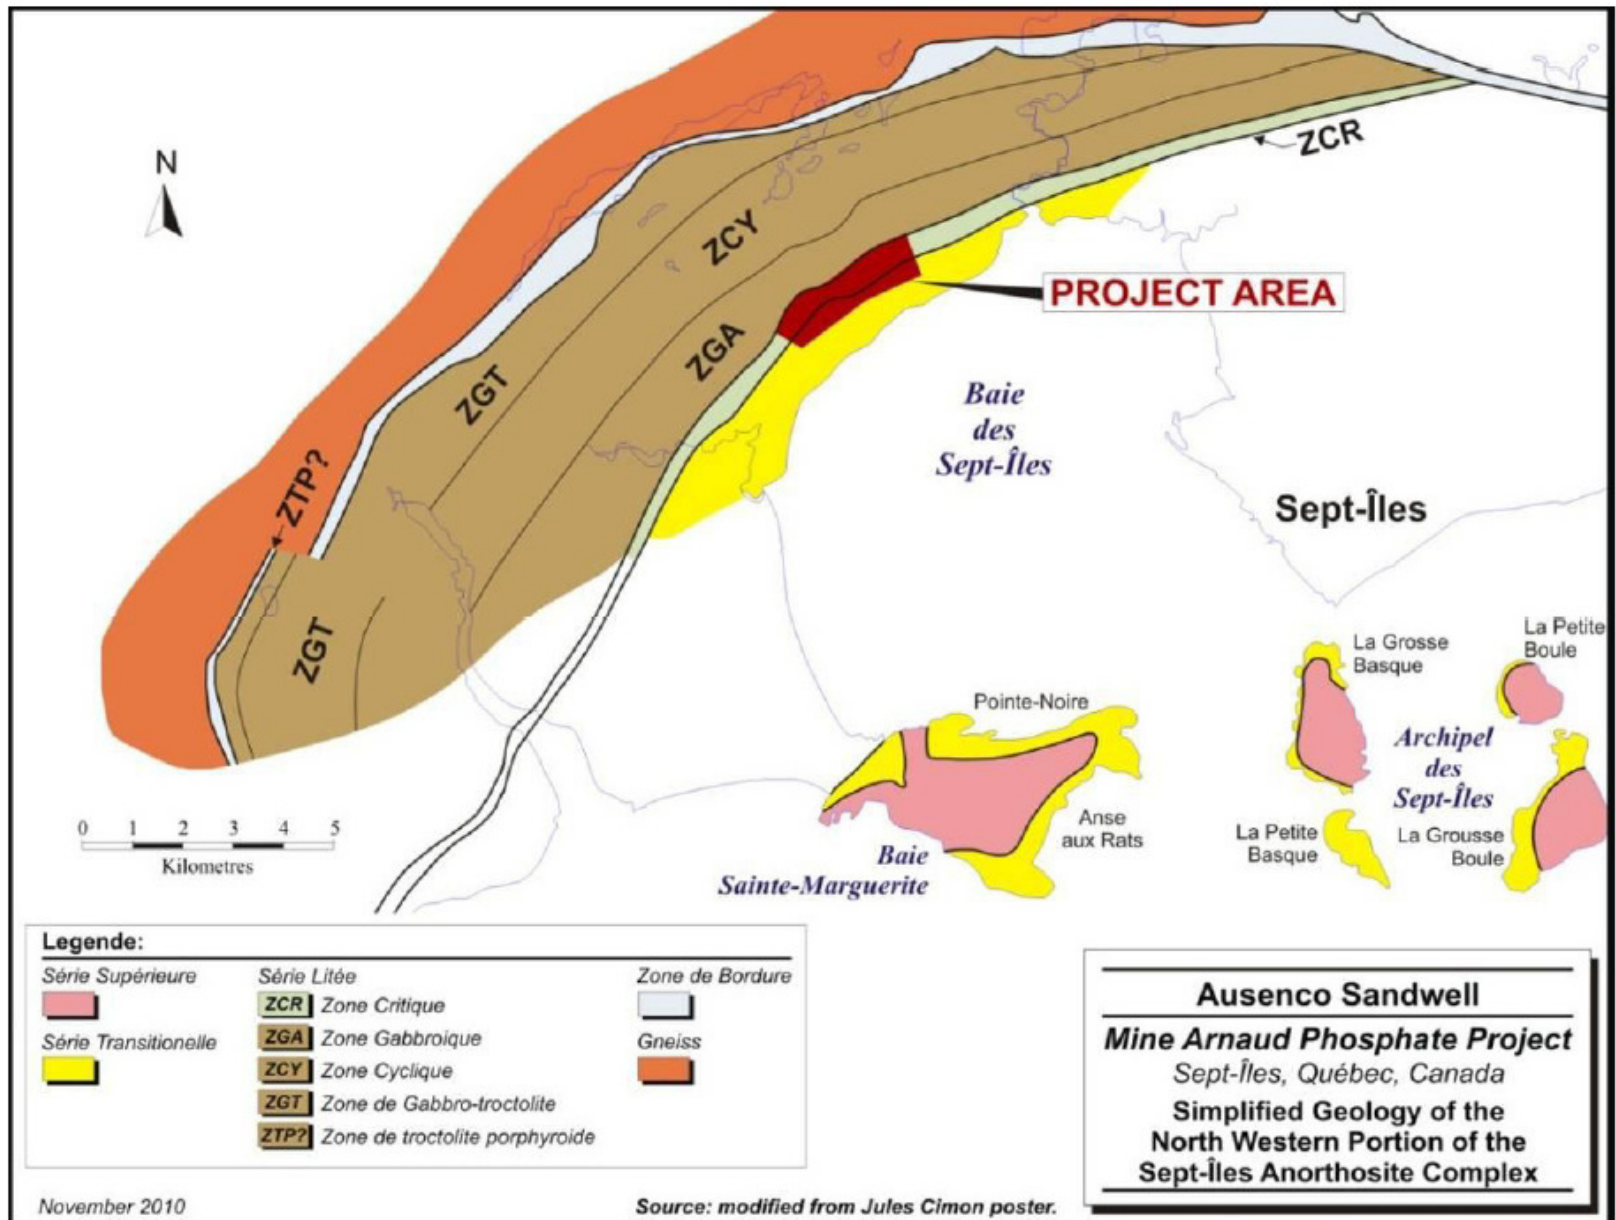 N
ZCR
ZCY
PROJECT AREA
ZGA
ZGT
Baie
des
Sept-Îles
ZTP?
Sept-Îles
ZGT
La Grosse
Basque
La Petite
Boule
Pointe-Noire
Archipel
des
Sept-Îles
Anse
aux Rats
La Petite
Basque
La Grousse
Boule
Baie
Sainte-Marguerite
0 1 2 3 4 5
Kilometres
Legende:
Série Supérieure
Série Transitionelle
Série Litée
ZCR Zone Critique
ZGA Zone Gabbroique
ZCY Zone Cyclique
ZGT Zone de Gabbro-troctolite
ZTP? Zone de troctolite porphyroide
Zone de Bordure
Gneiss
Ausenco Sandwell
Mine Arnaud Phosphate Project
Sept-Îles, Québec, Canada
Simplified Geology of the
North Western Portion of the
Sept-Îles Anorthosite Complex
November 2010
Source: modified from Jules Cimon poster.